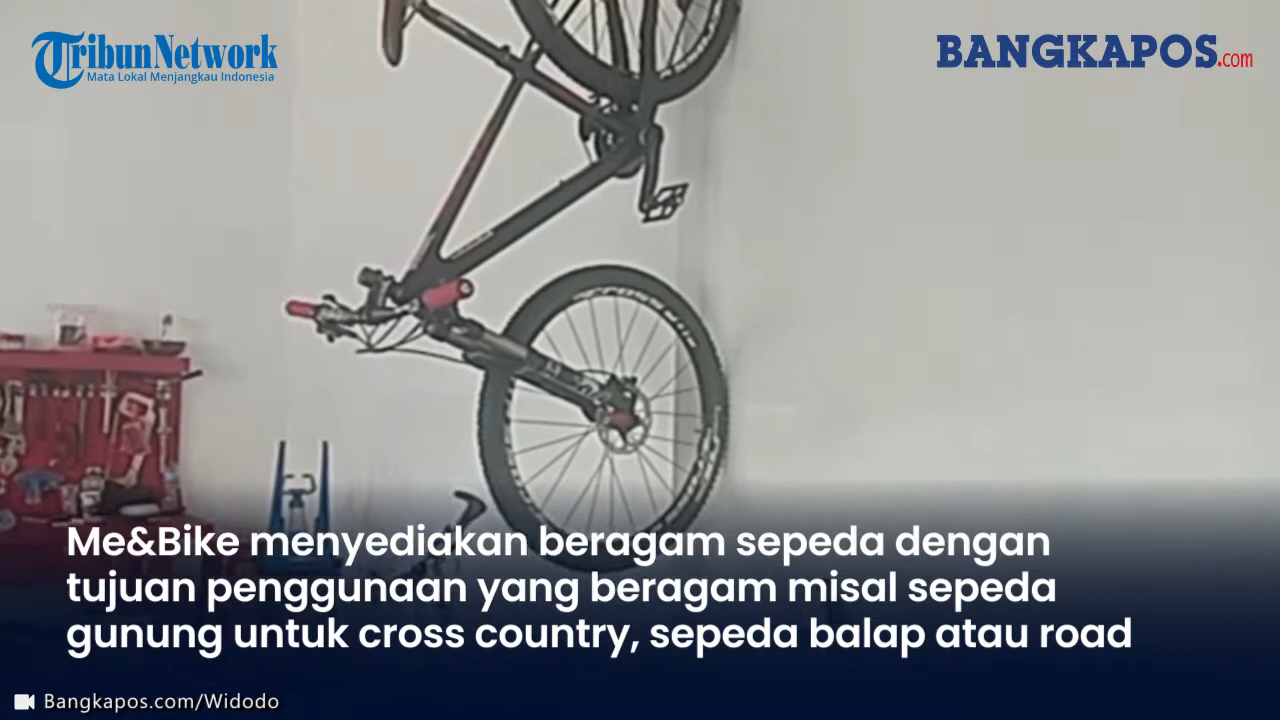 TribunNetwork
Mata Lokal Menjangkau Indonesia
BANGKAPOS.com
Me&Bike menyediakan beragam sepeda dengan
tujuan penggunaan yang beragam misal sepeda
gunung untuk cross country, sepeda balap atau road
Bangkapos.com/Widodo